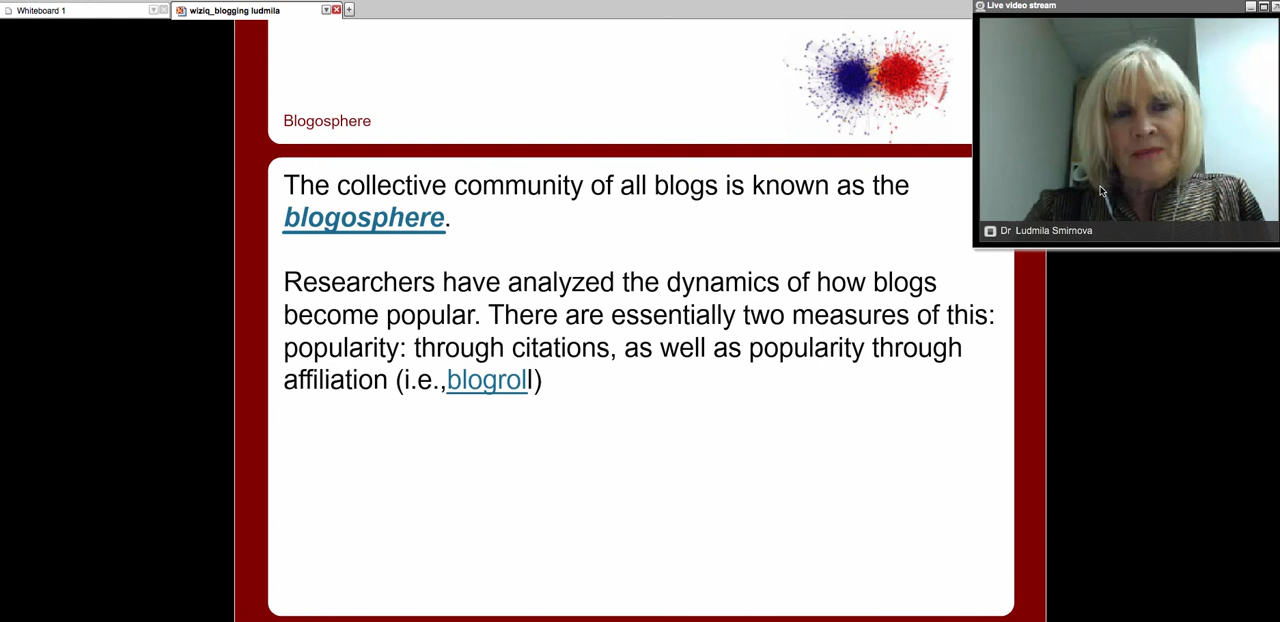 Whiteboard 1
wiziq_blogging ludmila
Live video stream
Blogosphere
The collective community of all blogs is known as the
blogosphere.
Researchers have analyzed the dynamics of how blogs
become popular. There are essentially two measures of this:
popularity: through citations, as well as popularity through
affiliation (i.e.,blogroll)
Dr Ludmila Smirnova